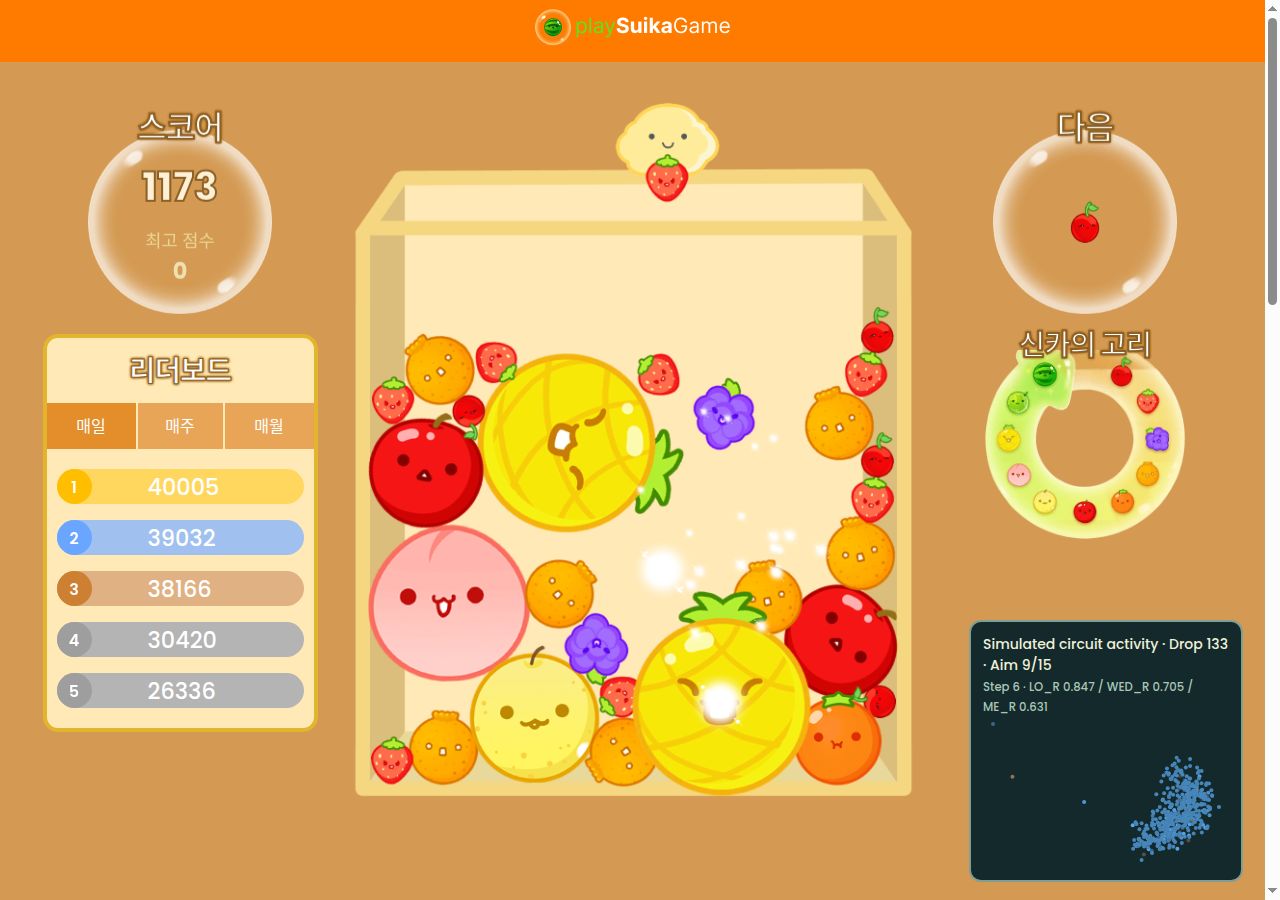 playSuikaGame
스코어
1173
최고 점수
0
다음
신카의 고리
리더보드
매일
매주
매월
1 40005
2 39032
3 38166
4 30420
5 26336
Simulated circuit activity · Drop 133
· Aim 9/15
Step 6 · LO_R 0.847 / WED_R 0.705 /
ME_R 0.631